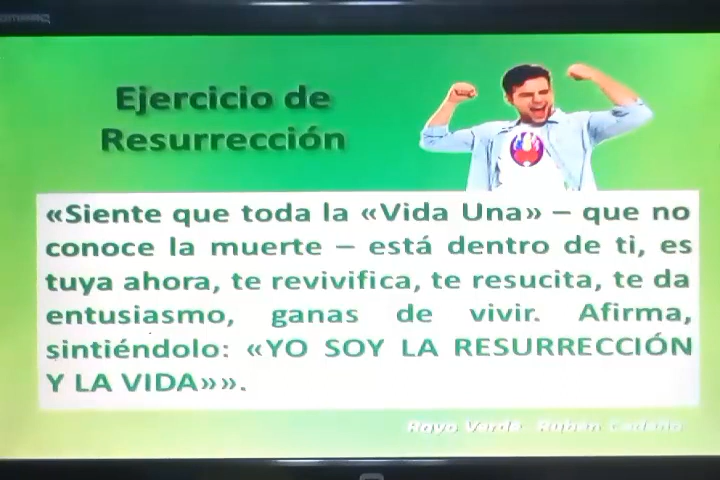 Ejercicio de
Resurrección
«Siente que toda la «Vida Una» – que no
conoce la muerte – está dentro de ti, es
tuya ahora, te revivifica, te resucita, te da
entusiasmo, ganas de vivir. Afirma,
sintiéndolo: «YO SOY LA RESURRECCIÓN
Y LA VIDA»».
Rayo Verde Rubén Cedeño